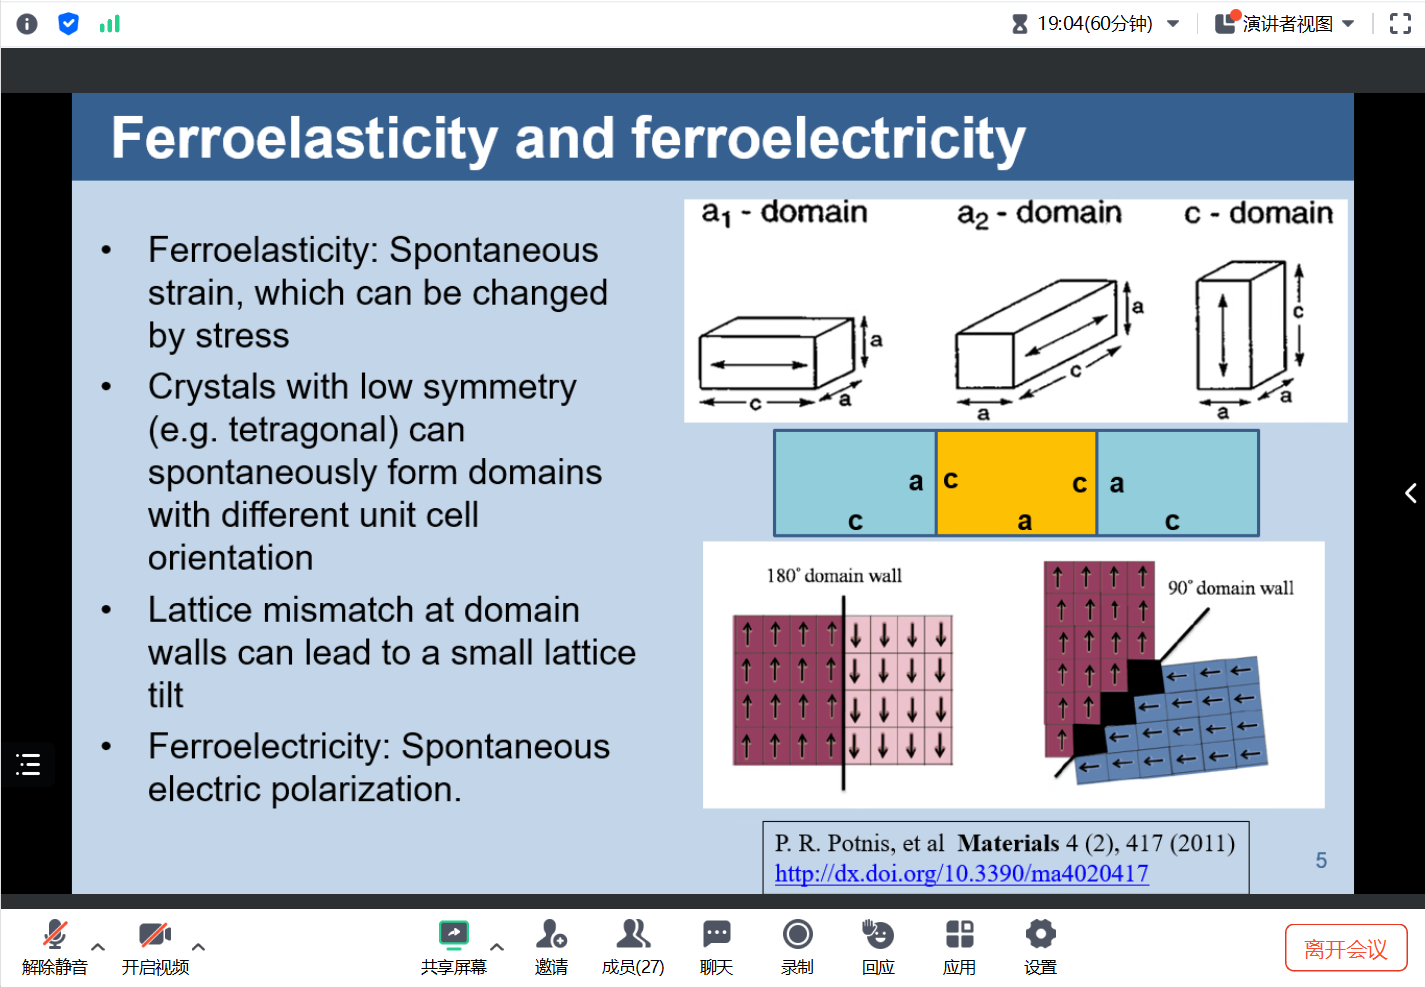 19:04(60分钟)
演讲者视图
Ferroelasticity and ferroelectricity
• Ferroelasticity: Spontaneous
strain, which can be changed
by stress
• Crystals with low symmetry
(e.g. tetragonal) can
spontaneously form domains
with different unit cell
orientation
• Lattice mismatch at domain
walls can lead to a small lattice
tilt
• Ferroelectricity: Spontaneous
electric polarization.
a1 - domain
a2 - domain
c - domain
a
c
a
a
c
a
c
a
a
a
c
c
a
c
a
c
180° domain wall
90° domain wall
P. R. Potnis, et al Materials 4 (2), 417 (2011)
http://dx.doi.org/10.3390/ma4020417
5
解除静音
开启视频
共享屏幕
邀请
成员(27)
聊天
录制
回应
应用
设置
离开会议